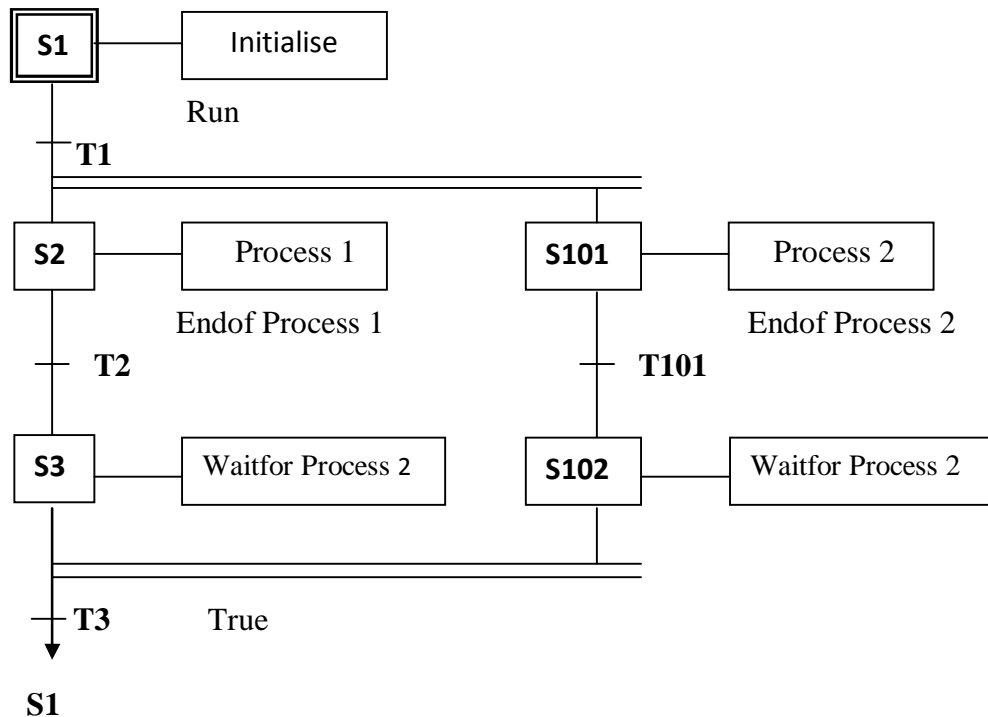 S1
Initialise
Run
T1
S2
Process 1
S101
Process 2
Endof Process 1
Endof Process 2
T2
T101
S3
Waitfor Process 2
S102
Waitfor Process 2
T3
True
S1